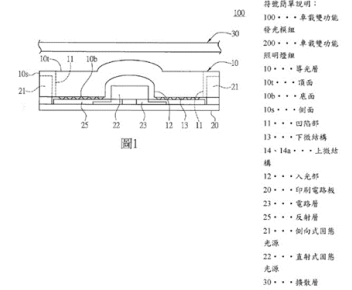 100
30
10t
11
10b
10
10s
21
21
25
22
23
12
13
11
20
圖1
符號簡單說明：
100・・・車載雙功能
發光模組
200・・・車載雙功能
照明燈組
10・・・導光層
10t・・・頂面
10b・・・底面
10s・・・側面
11・・・凹陷部
13・・・下微結構
14、14a・・・上微結
構
12・・・入光部
20・・・印刷電路板
23・・・電路層
25・・・反射層
21・・・側向式固態
光源
22・・・直射式固態
光源
30・・・擴散層